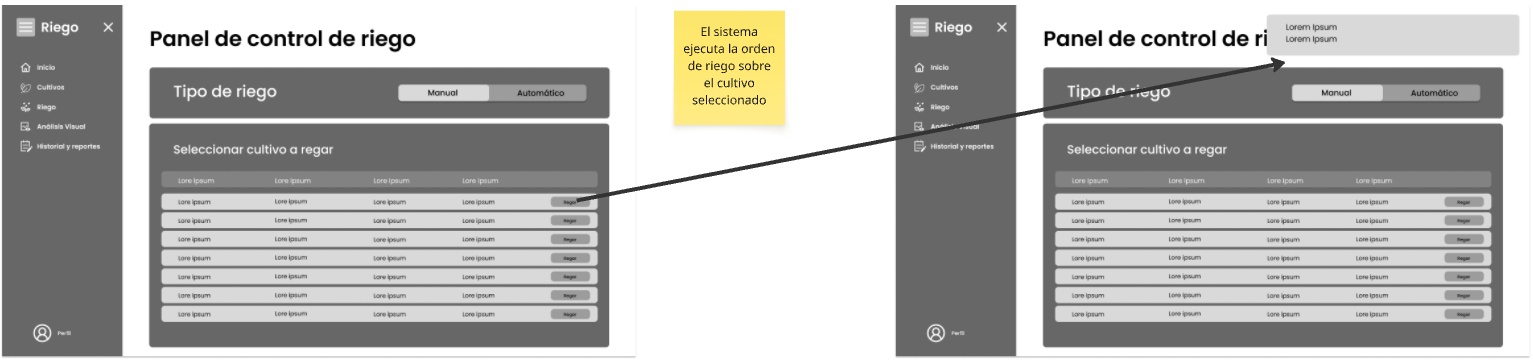 Riego
Inicio
Cultivos
Riego
Análisis Visual
Historial y reportes
Perfil
Panel de control de riego
Tipo de riego
Manual Automático
Seleccionar cultivo a regar
Lore ipsum Lore ipsum Lore ipsum Lore ipsum
Lore ipsum Lore ipsum Lore ipsum Lore ipsum Regar
Lore ipsum Lore ipsum Lore ipsum Lore ipsum Regar
Lore ipsum Lore ipsum Lore ipsum Lore ipsum Regar
Lore ipsum Lore ipsum Lore ipsum Lore ipsum Regar
Lore ipsum Lore ipsum Lore ipsum Lore ipsum Regar
Lore ipsum Lore ipsum Lore ipsum Lore ipsum Regar
Lore ipsum Lore ipsum Lore ipsum Lore ipsum Regar
El sistema
ejecuta la orden
de riego sobre
el cultivo
seleccionado
Riego
Inicio
Cultivos
Riego
Análisis Visual
Historial y reportes
Perfil
Panel de control de ri
Lorem Ipsum
Lorem Ipsum
Tipo de riego
Manual Automático
Seleccionar cultivo a regar
Lore ipsum Lore ipsum Lore ipsum Lore ipsum
Lore ipsum Lore ipsum Lore ipsum Lore ipsum Regar
Lore ipsum Lore ipsum Lore ipsum Lore ipsum Regar
Lore ipsum Lore ipsum Lore ipsum Lore ipsum Regar
Lore ipsum Lore ipsum Lore ipsum Lore ipsum Regar
Lore ipsum Lore ipsum Lore ipsum Lore ipsum Regar
Lore ipsum Lore ipsum Lore ipsum Lore ipsum Regar
Lore ipsum Lore ipsum Lore ipsum Lore ipsum Regar